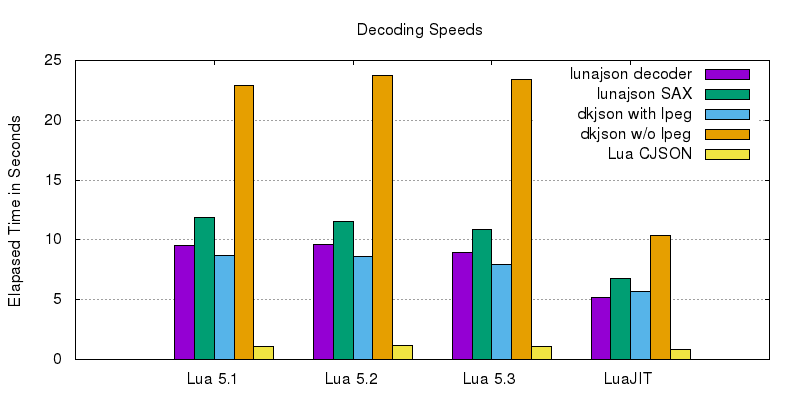 Decoding Speeds
Elapased Time in Seconds
25
20
15
10
5
0
lunajson decoder
lunajson SAX
dkjson with lpeg
dkjson w/o lpeg
Lua CJSON
Lua 5.1
Lua 5.2
Lua 5.3
LuaJIT